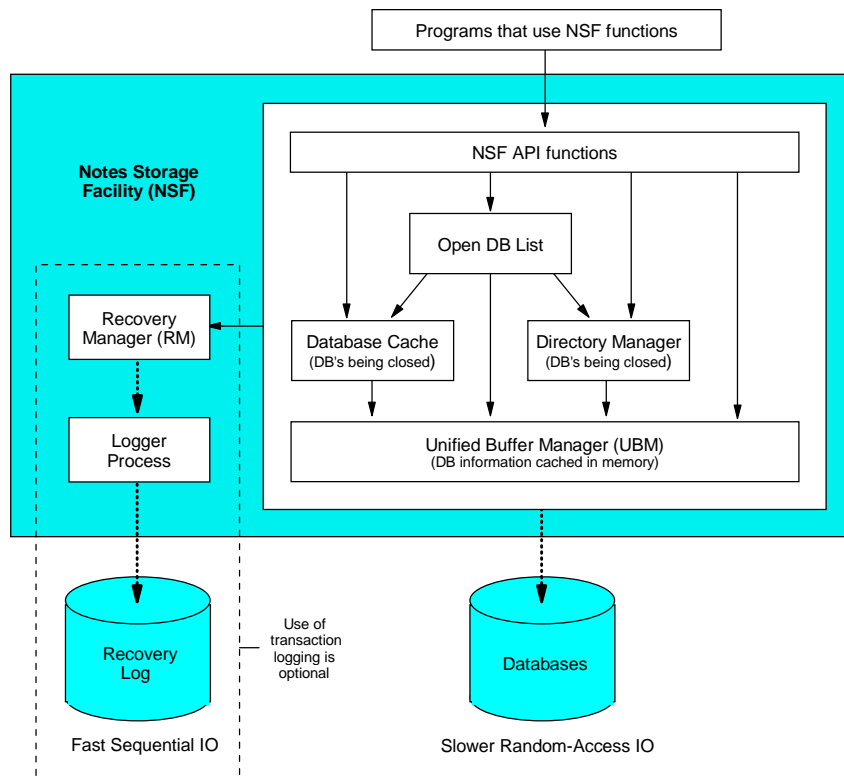 Programs that use NSF functions
NSF API functions
Notes Storage
Facility (NSF)
Open DB List
Recovery
Manager (RM)
Database Cache
(DB's being closed)
Directory Manager
(DB's being closed)
Logger
Process
Unified Buffer Manager (UBM)
(DB information cached in memory)
Recovery
Log
Use of
transaction
logging is
optional
Databases
Fast Sequential IO
Slower Random-Access IO